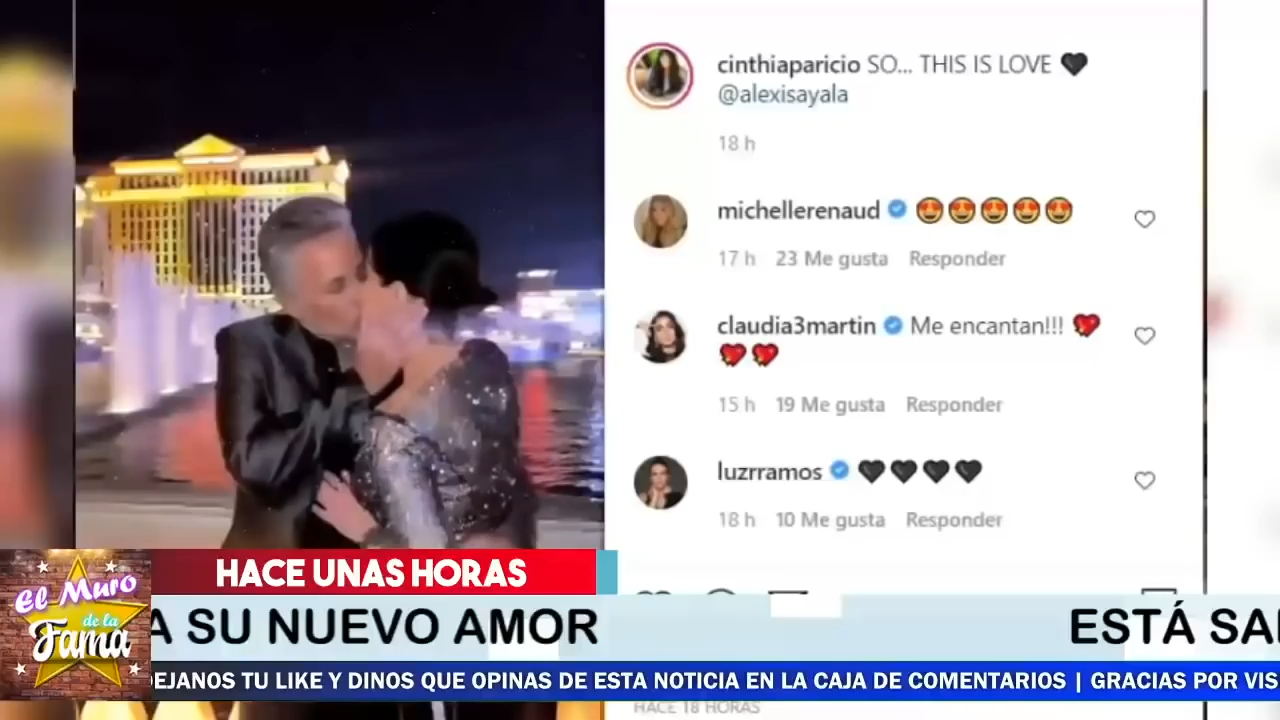 cinthiaparicio SO... THIS IS LOVE 🖤
@alexisayala
18 h
michellerenaud 😍😍😍😍😍
17 h 23 Me gusta Responder
claudia3martin Me encantan!!! 💘
💘💘
15 h 19 Me gusta Responder
luzrramos 🖤🖤🖤🖤
18 h 10 Me gusta Responder
HACE UNAS HORAS
El Muro
de la
Fama
A SU NUEVO AMOR
ESTÁ
EJANOS TU LIKE Y DINOS QUE OPINAS DE ESTA NOTICIA EN LA CAJA DE COMENTARIOS | GRACIAS POR VIS
HACE 18 HORAS